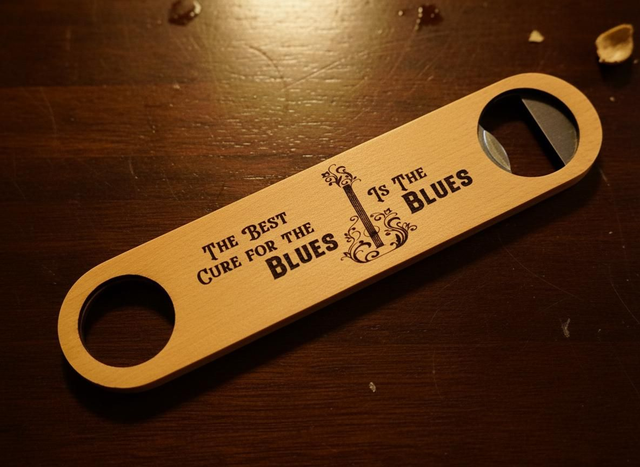 The Best
Cure for the
Blues
Is The
Blues